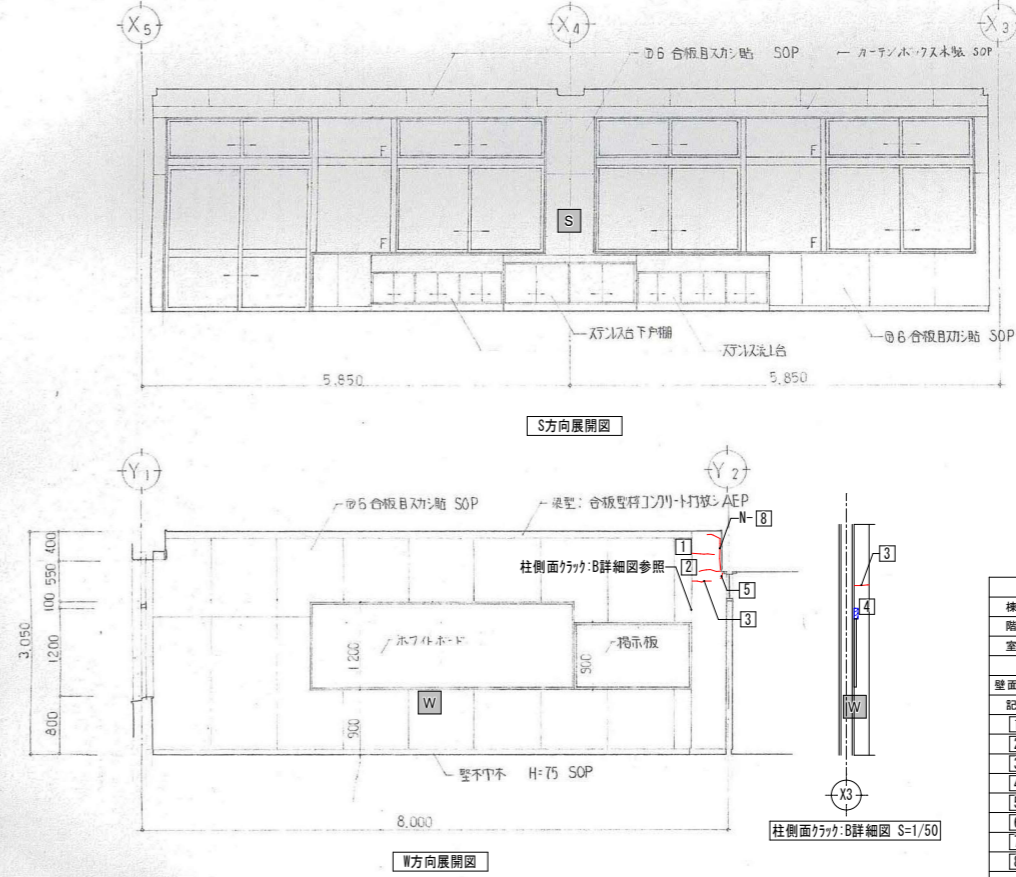 X5
X4
X3
⑦6 合板目スカシ貼 SOP
カーテンボックス木製 SOP
F
F
F
F
S
ステンレス台下戸棚
ステンレス流し台
⑦6 合板目スカシ貼 SOP
5,850
5,850
S方向展開図
Y1
Y2
合板目スカシ貼 SOP
梁型：合板型枠コンクリート打放シ AEP
N-8
1
柱側面クラック:B詳細図参照
2
5
3
3
4
400
550
100
1200
800
3,050
ホワイトボード
掲示板
1200
900
900
W
W
堅木巾木 H=75 SOP
8,000
X3
柱側面クラック:B詳細図 S=1/50
W方向展開図
棟
階
室
壁面
記